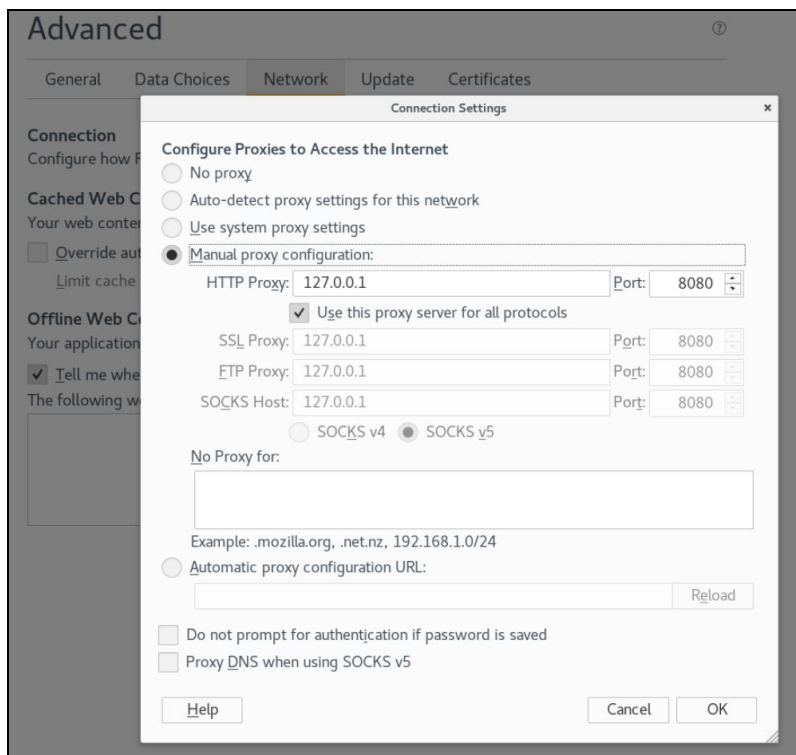 Advanced
General Data Choices Network Update Certificates
Connection Settings
Connection
Configure how F
Configure Proxies to Access the Internet
No proxy
Cached Web C
Auto-detect proxy settings for this network
Your web conte
Use system proxy settings
Override aut
Manual proxy configuration:
Limit cache
HTTP Proxy: 127.0.0.1 Port: 8080
Use this proxy server for all protocols
Offline Web C
Your application
SSL Proxy: 127.0.0.1 Port: 8080
Tell me whe
FTP Proxy: 127.0.0.1 Port: 8080
The following w
SOCKS Host: 127.0.0.1 Port: 8080
SOCKS v4 SOCKS v5
No Proxy for:
Example: .mozilla.org, .net.nz, 192.168.1.0/24
Automatic proxy configuration URL:
Reload
Do not prompt for authentication if password is saved
Proxy DNS when using SOCKS v5
Help Cancel OK